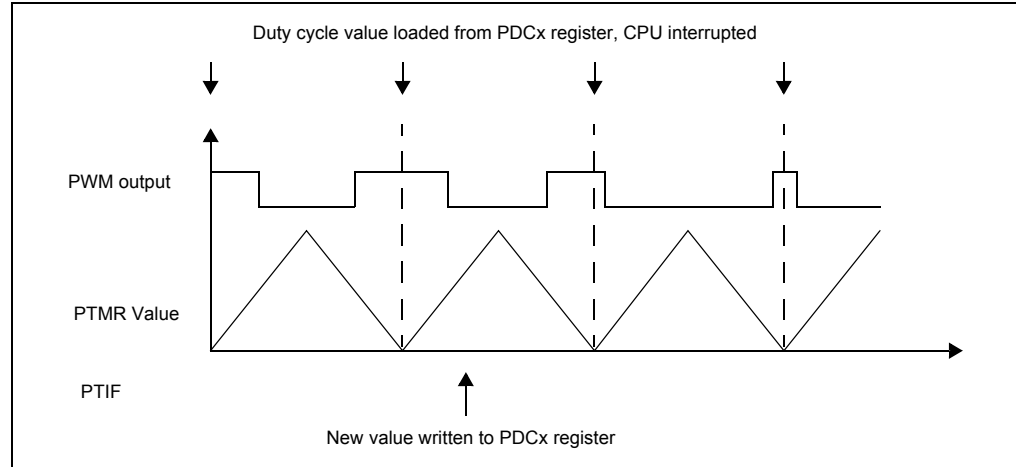 Duty cycle value loaded from PDCx register, CPU interrupted
PWM output
PTMR Value
PTIF
New value written to PDCx register